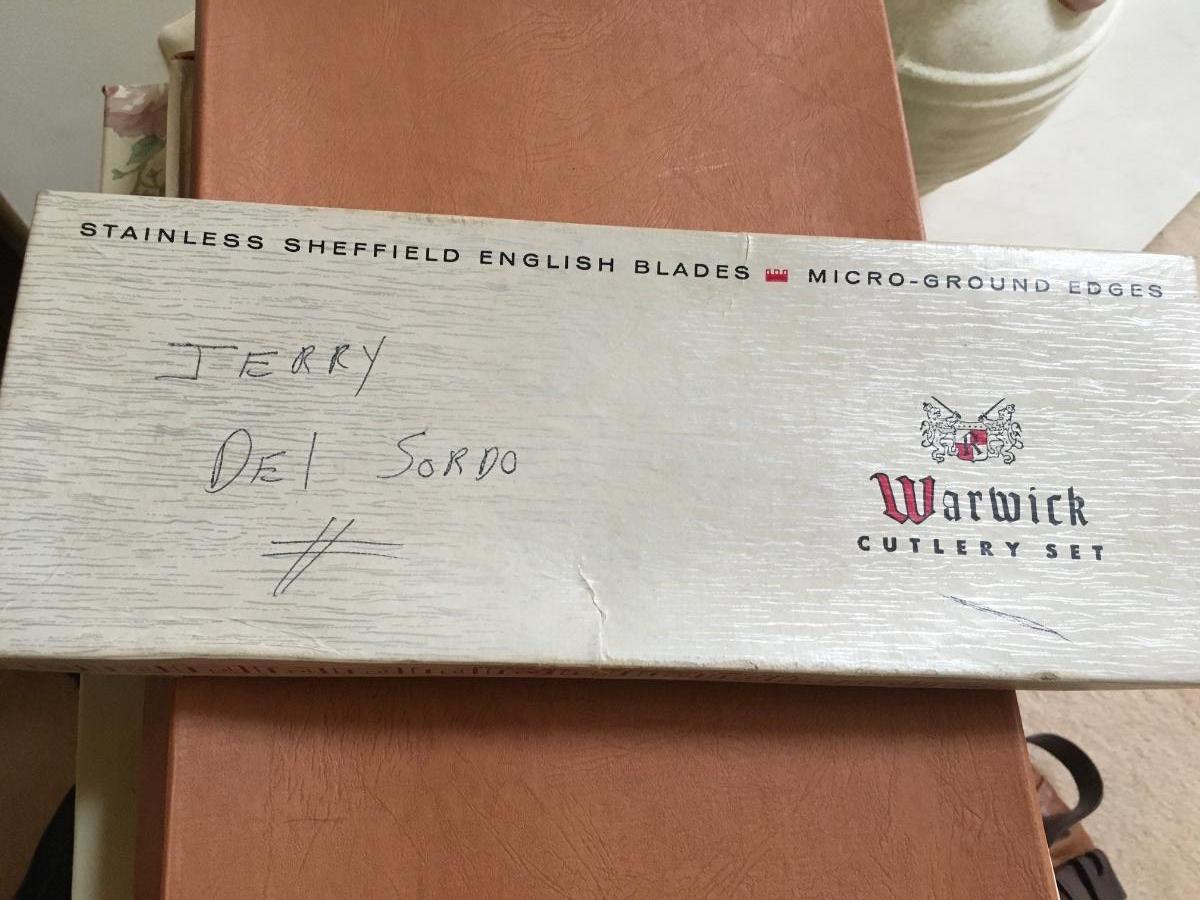 STAINLESS SHEFFIELD ENGLISH BLADES MICRO-GROUND EDGES
JERRY
DEl SORDO
R
Warwick
CUTLERY SET